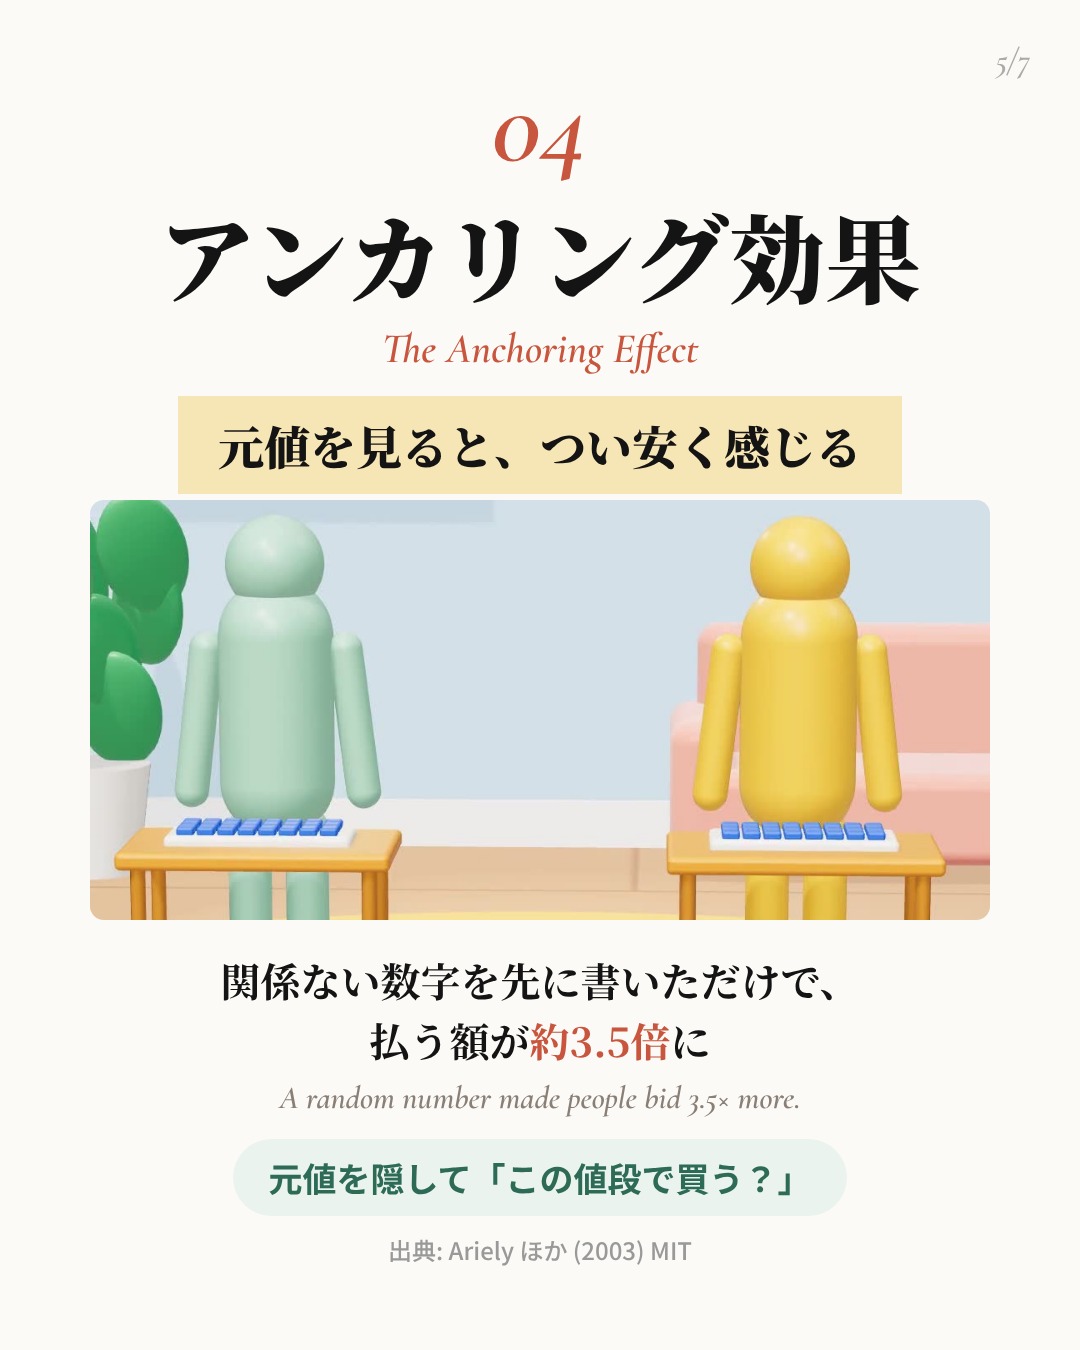 5/7
04
アンカリング効果
The Anchoring Effect
元値を見ると、つい安く感じる
関係ない数字を先に書いただけで、
払う額が約3.5倍に
A random number made people bid 3.5× more.
元値を隠して「この値段で買う？」
出典: Ariely ほか (2003) MIT